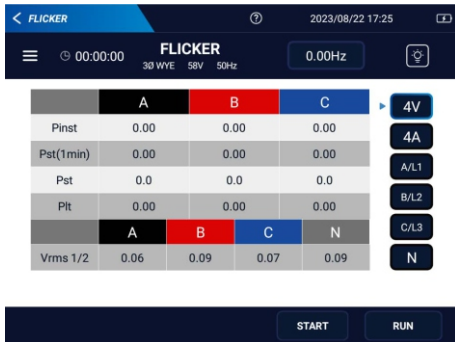 FLICKER 2023/08/22 17:25
00:00:00 FLICKER 0.00Hz
3Ø WYE 58V 50Hz
A B C 4V
Pinst 0.00 0.00 0.00
4A
Pst(1min) 0.00 0.00 0.00
A/L1
Pst 0.0 0.0 0.0
B/L2
Plt 0.00 0.00 0.00
A B C N C/L3
Vrms 1/2 0.06 0.09 0.07 0.09 N
START RUN